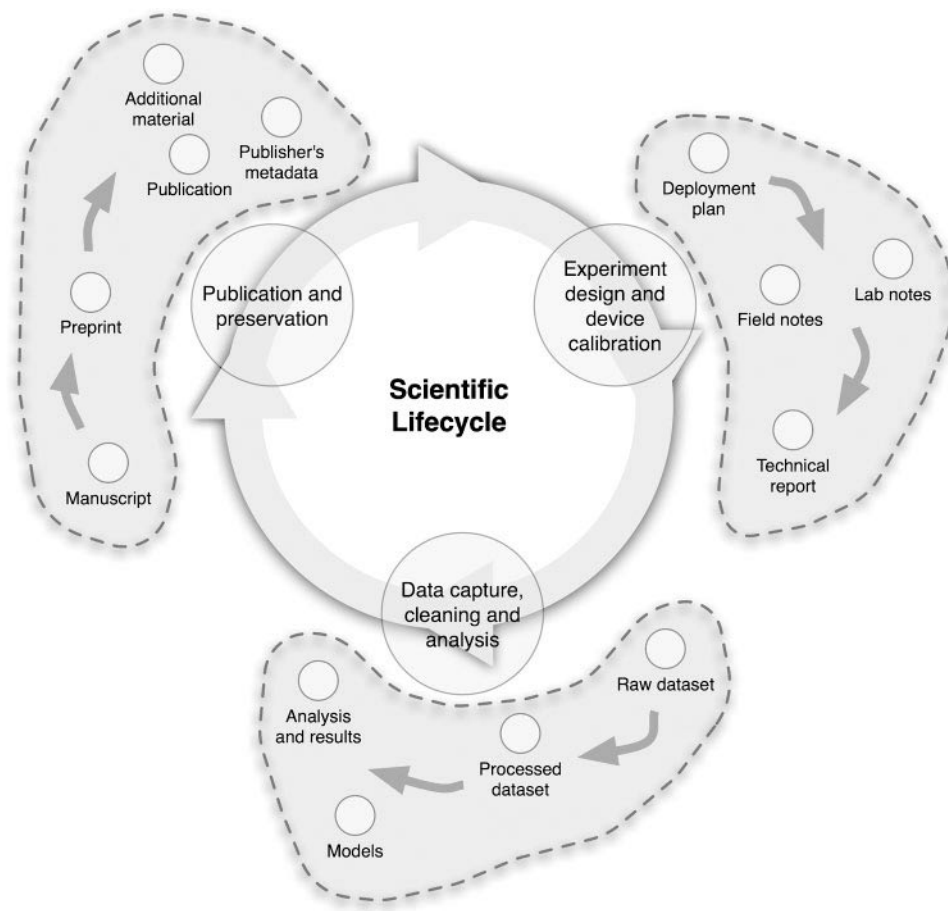 Additional
material
Publisher's
metadata
Publication
Preprint
Manuscript
Publication and
preservation
Scientific
Lifecycle
Experiment
design and
device
calibration
Deployment
plan
Lab notes
Field notes
Technical
report
Data capture,
cleaning and
analysis
Raw dataset
Processed
dataset
Analysis
and results
Models